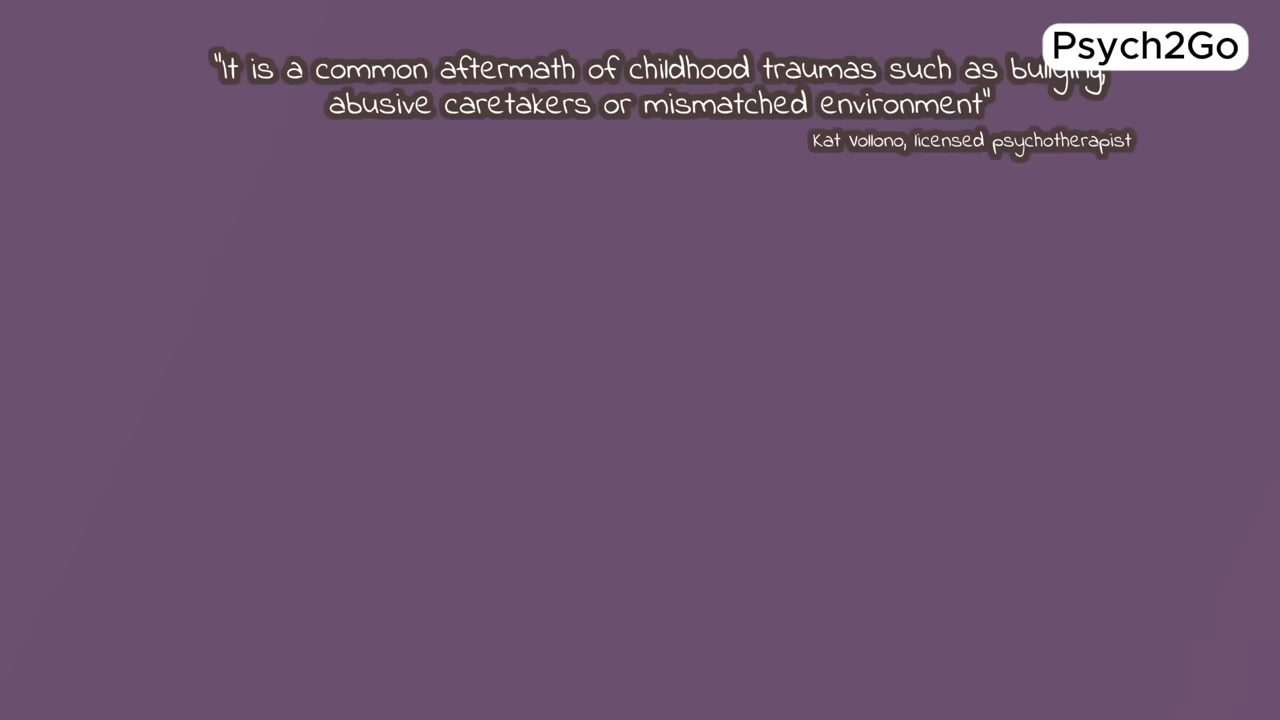 Psych2Go
"It is a common aftermath of childhood traumas such as bullying,
abusive caretakers or mismatched environment"
Kat Vollono, licensed psychotherapist